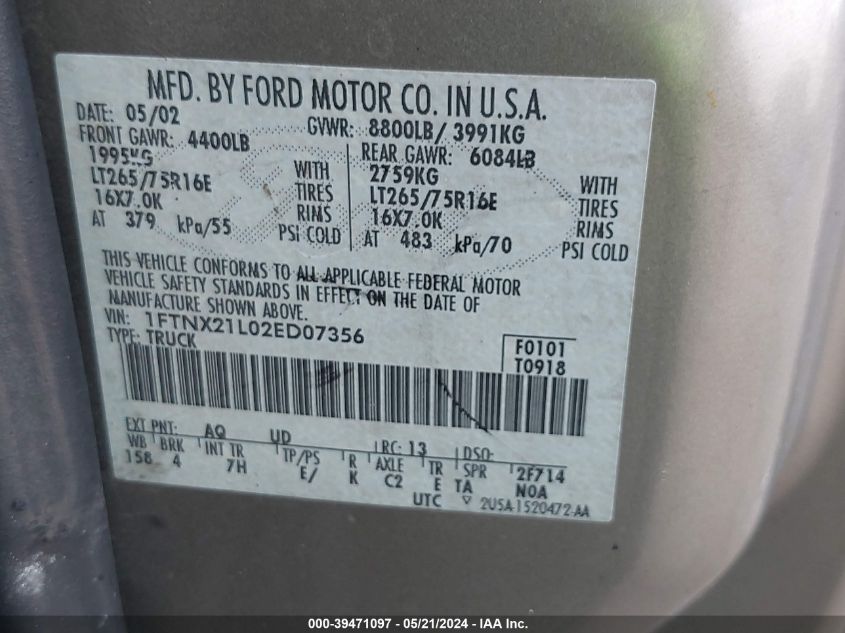 MFD. BY FORD MOTOR CO. IN U.S.A.
DATE: 05/02 GVWR: 8800LB/ 3991KG
FRONT GAWR: 4400LB REAR GAWR: 6084LB
1995KG WITH 2759KG WITH
LT265/75R16E TIRES LT265/75R16E TIRES
16X7.0K RIMS 16X7.0K RIMS
AT 379 kPa/55 PSI COLD AT 483 kPa/70 PSI COLD
THIS VEHICLE CONFORMS TO ALL APPLICABLE FEDERAL MOTOR
VEHICLE SAFETY STANDARDS IN EFFECT ON THE DATE OF
MANUFACTURE SHOWN ABOVE.
VIN: 1FTNX21L02ED07356 F0101
TYPE: TRUCK T0918
EXT PNT: AQ UD RC: 13 DSO:
WB BRK INT TR TP/PS R AXLE TR SPR 2F714
158 4 7H E/ K C2 E TA N0A
UTC 2U5A-1520472-AA
000-39471097 - 05/21/2024 - IAA Inc.